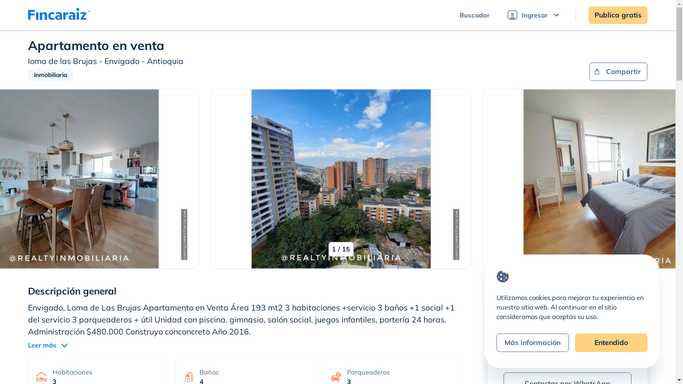 Fincaraiz
Buscador
Ingresar
Publica gratis
Apartamento en venta
loma de las Brujas - Envigado - Antioquia
Inmobiliaria
Compartir
1 / 15
@REALTYINMOBILIARIA
@REALTYINMOBILIARIA
Descripción general
Envigado, Loma de Las Brujas Apartamento en Venta Área 193 mt2 3 habitaciones +servicio 3 baños +1 social +1
del servicio 3 parqueaderos + útil Unidad con piscina, gimnasio, salón social, juegos infantiles, portería 24 horas.
Administración $480.000 Construyo conconcreto Año 2016.
Leer más
Habitaciones
3
Baños
4
Parqueaderos
3
Utilizamos cookies para mejorar tu experiencia en
nuestro sitio web. Al continuar en el sitio
consideramos que aceptas su uso.
Más información
Entendido
Contactar por WhatsApp